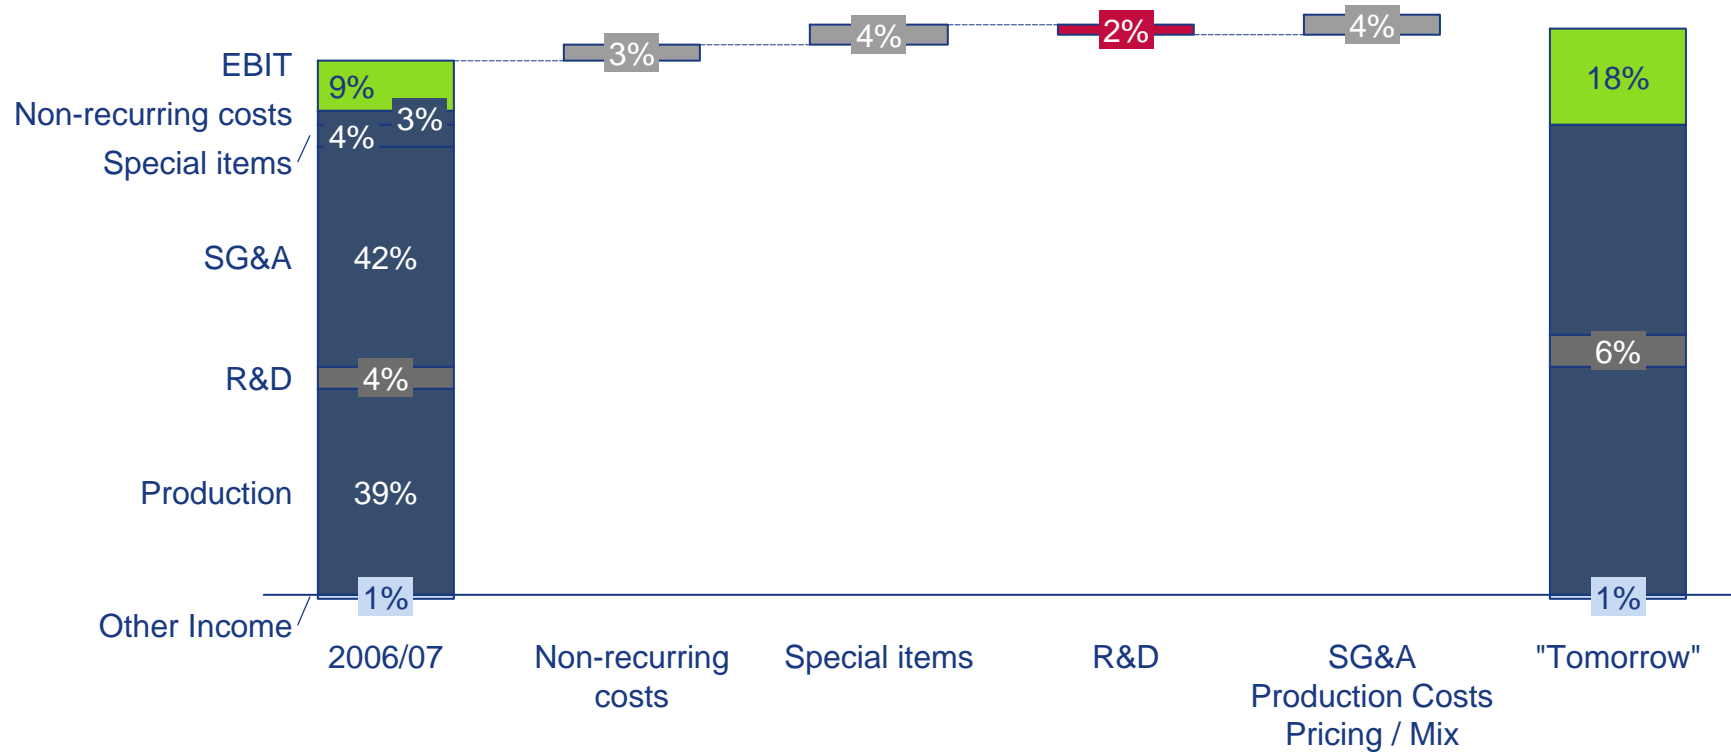 3%
4%
2%
4%
EBIT
9%
18%
Non-recurring costs
3%
4%
Special items
SG&A
42%
R&D
4%
6%
Production
39%
1%
1%
Other Income
2006/07
Non-recurring
costs
Special items
R&D
SG&A
Production Costs
Pricing / Mix
"Tomorrow"